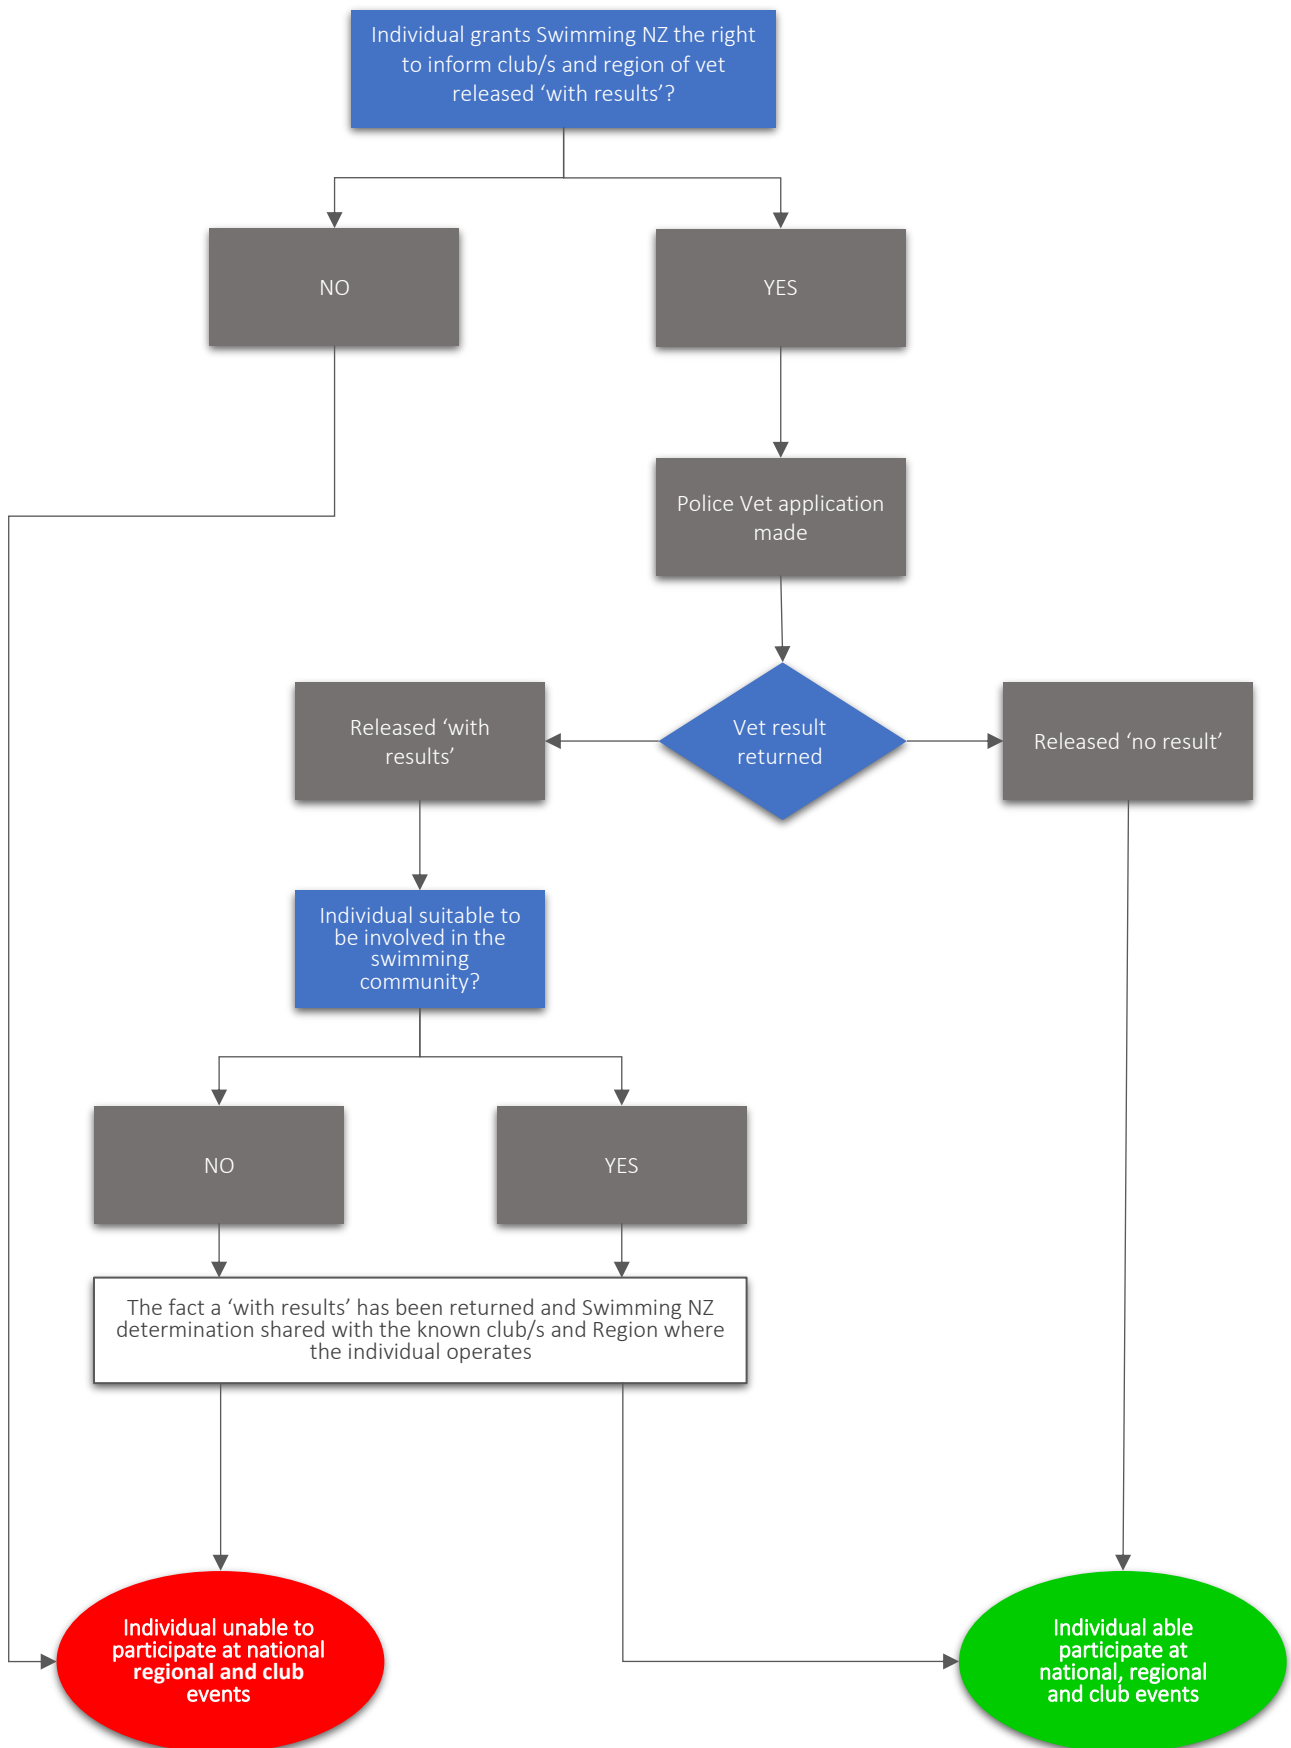 Individual grants Swimming NZ the right
to inform club/s and region of vet
released ‘with results’?
NO
YES
Police Vet application
made
Released ‘with
results’
Vet result
returned
Released ‘no result’
Individual suitable to
be involved in the
swimming
community?
NO
YES
The fact a ‘with results’ has been returned and Swimming NZ
determination shared with the known club/s and Region where
the individual operates
Individual unable to
participate at national
regional and club
events
Individual able
participate at
national, regional
and club events